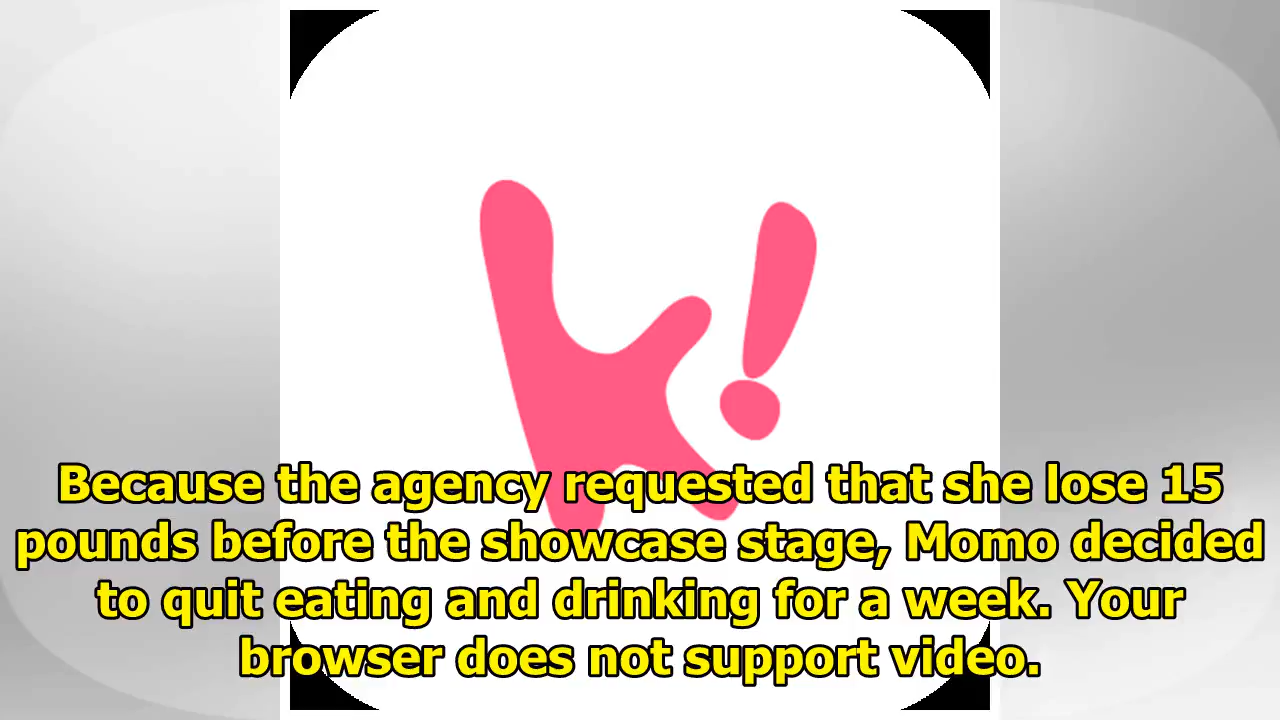 k!
Because the agency requested that she lose 15
pounds before the showcase stage, Momo decided
to quit eating and drinking for a week. Your
browser does not support video.